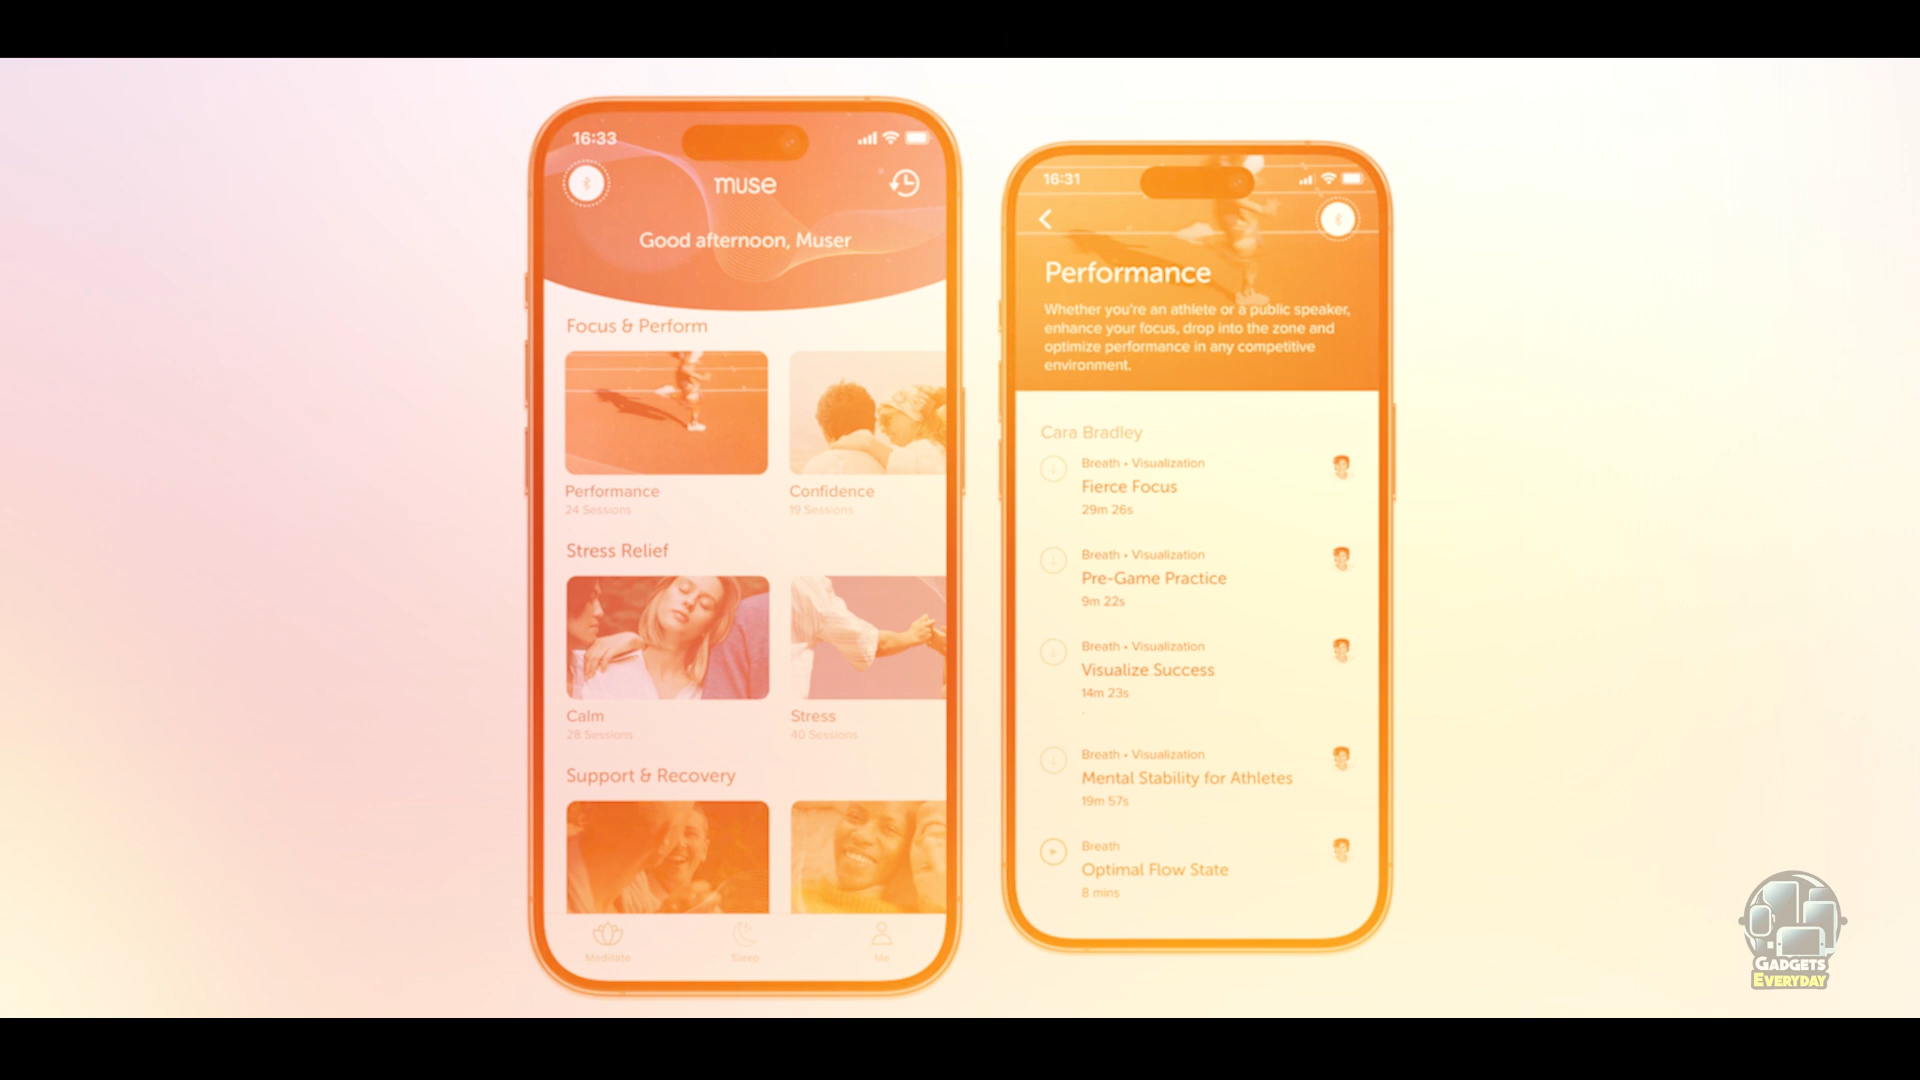 16:33
muse
Good afternoon, Muser
Focus & Perform
Performance
24 Sessions
Confidence
19 Sessions
Stress Relief
Calm
28 Sessions
Stress
40 Sessions
Support & Recovery
Meditate
Sleep
Me
16:31
Performance
Whether you're an athlete or a public speaker,
enhance your focus, drop into the zone and
optimize performance in any competitive
environment.
Cara Bradley
Breath • Visualization
Fierce Focus
29m 26s
Breath • Visualization
Pre-Game Practice
9m 22s
Breath • Visualization
Visualize Success
14m 23s
Breath • Visualization
Mental Stability for Athletes
19m 57s
Breath
Optimal Flow State
8 mins
GADGETS
EVERYDAY